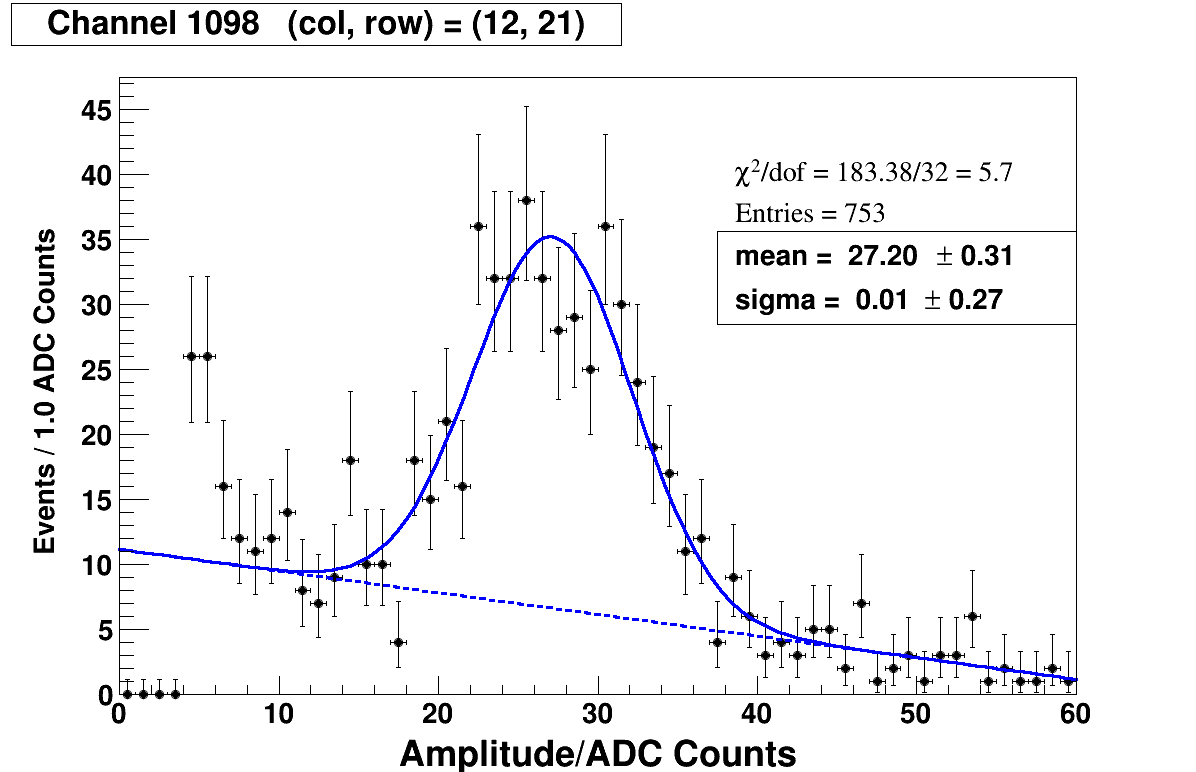 Channel 1098 (col, row) = (12, 21)
45
40
35
30
25
20
15
10
5
0
Events / 1.0 ADC Counts
χ²/dof = 183.38/32 = 5.7
Entries = 753
mean = 27.20 ± 0.31
sigma = 0.01 ± 0.27
0 10 20 30 40 50 60
Amplitude/ADC Counts